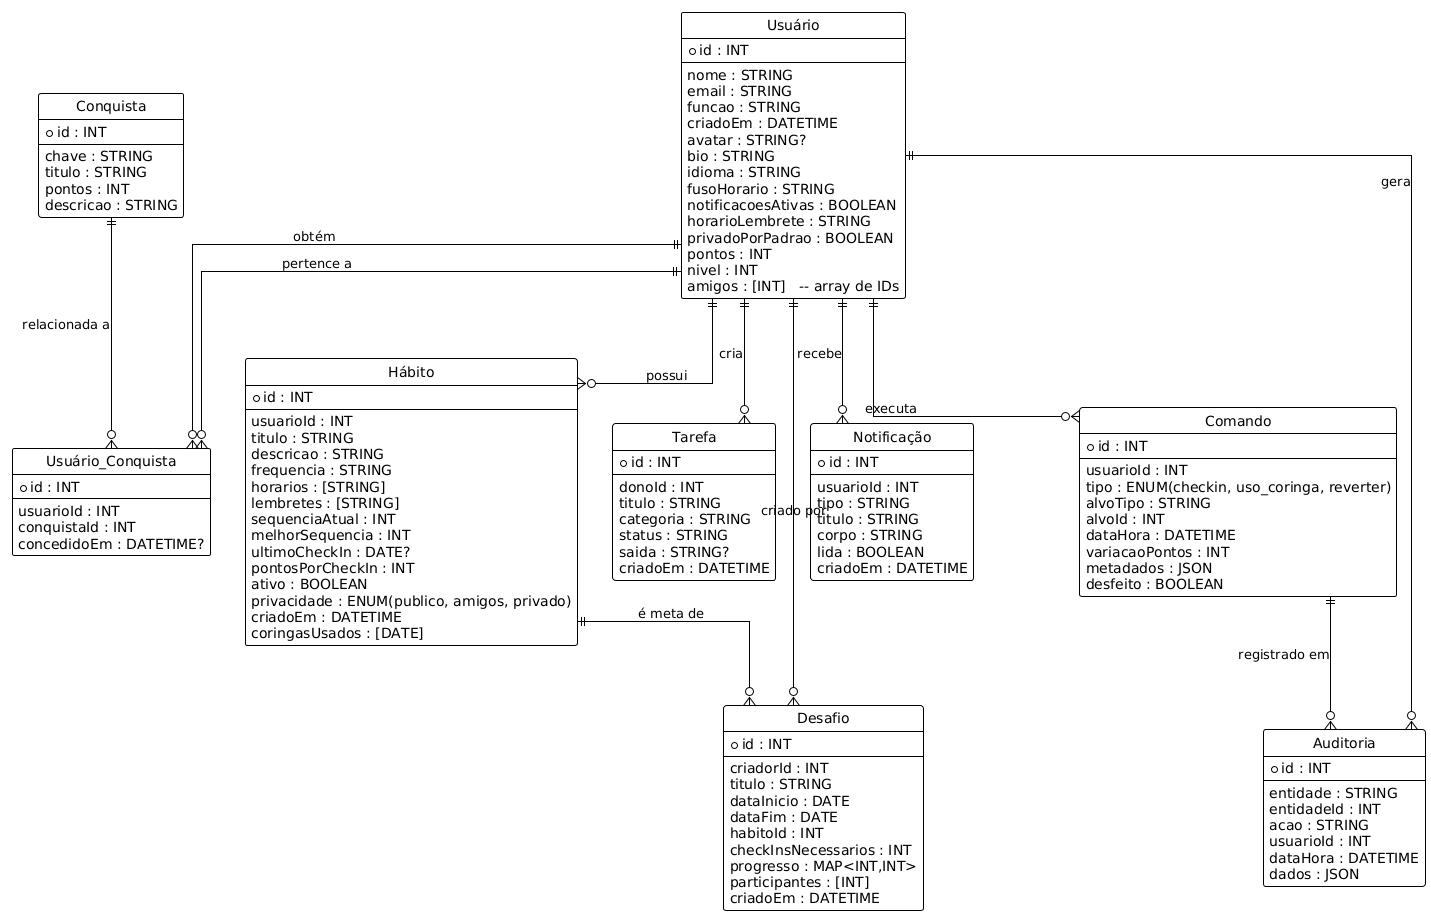 Usuário
id : INT
nome : STRING
email : STRING
funcao : STRING
criadoEm : DATETIME
avatar : STRING?
bio : STRING
idioma : STRING
fusoHorario : STRING
notificacoesAtivas : BOOLEAN
horarioLembrete : STRING
privadoPorPadrao : BOOLEAN
pontos : INT
nivel : INT
amigos : [INT]   -- array de IDs
Conquista
id : INT
chave : STRING
titulo : STRING
pontos : INT
descricao : STRING
gera
obtém
pertence a
relacionada a
cria
recebe
possui
executa
Hábito
id : INT
usuarioId : INT
titulo : STRING
descricao : STRING
frequencia : STRING
horarios : [STRING]
lembretes : [STRING]
sequenciaAtual : INT
melhorSequencia : INT
ultimoCheckIn : DATE?
pontosPorCheckIn : INT
ativo : BOOLEAN
privacidade : ENUM(publico, amigos, privado)
criadoEm : DATETIME
coringasUsados : [DATE]
Usuário_Conquista
id : INT
usuarioId : INT
conquistaId : INT
concedidoEm : DATETIME?
Tarefa
id : INT
donoId : INT
titulo : STRING
categoria : STRING
status : STRING
saida : STRING?
criadoEm : DATETIME
criado por
Notificação
id : INT
usuarioId : INT
tipo : STRING
titulo : STRING
corpo : STRING
lida : BOOLEAN
criadoEm : DATETIME
Comando
id : INT
usuarioId : INT
tipo : ENUM(checkin, uso_coringa, reverter)
alvoTipo : STRING
alvoId : INT
dataHora : DATETIME
variacaoPontos : INT
metadados : JSON
desfeito : BOOLEAN
é meta de
registrado em
Desafio
id : INT
criadorId : INT
titulo : STRING
dataInicio : DATE
dataFim : DATE
habitoId : INT
checkInsNecessarios : INT
progresso : MAP<INT,INT>
participantes : [INT]
criadoEm : DATETIME
Auditoria
id : INT
entidade : STRING
entidadeId : INT
acao : STRING
usuarioId : INT
dataHora : DATETIME
dados : JSON